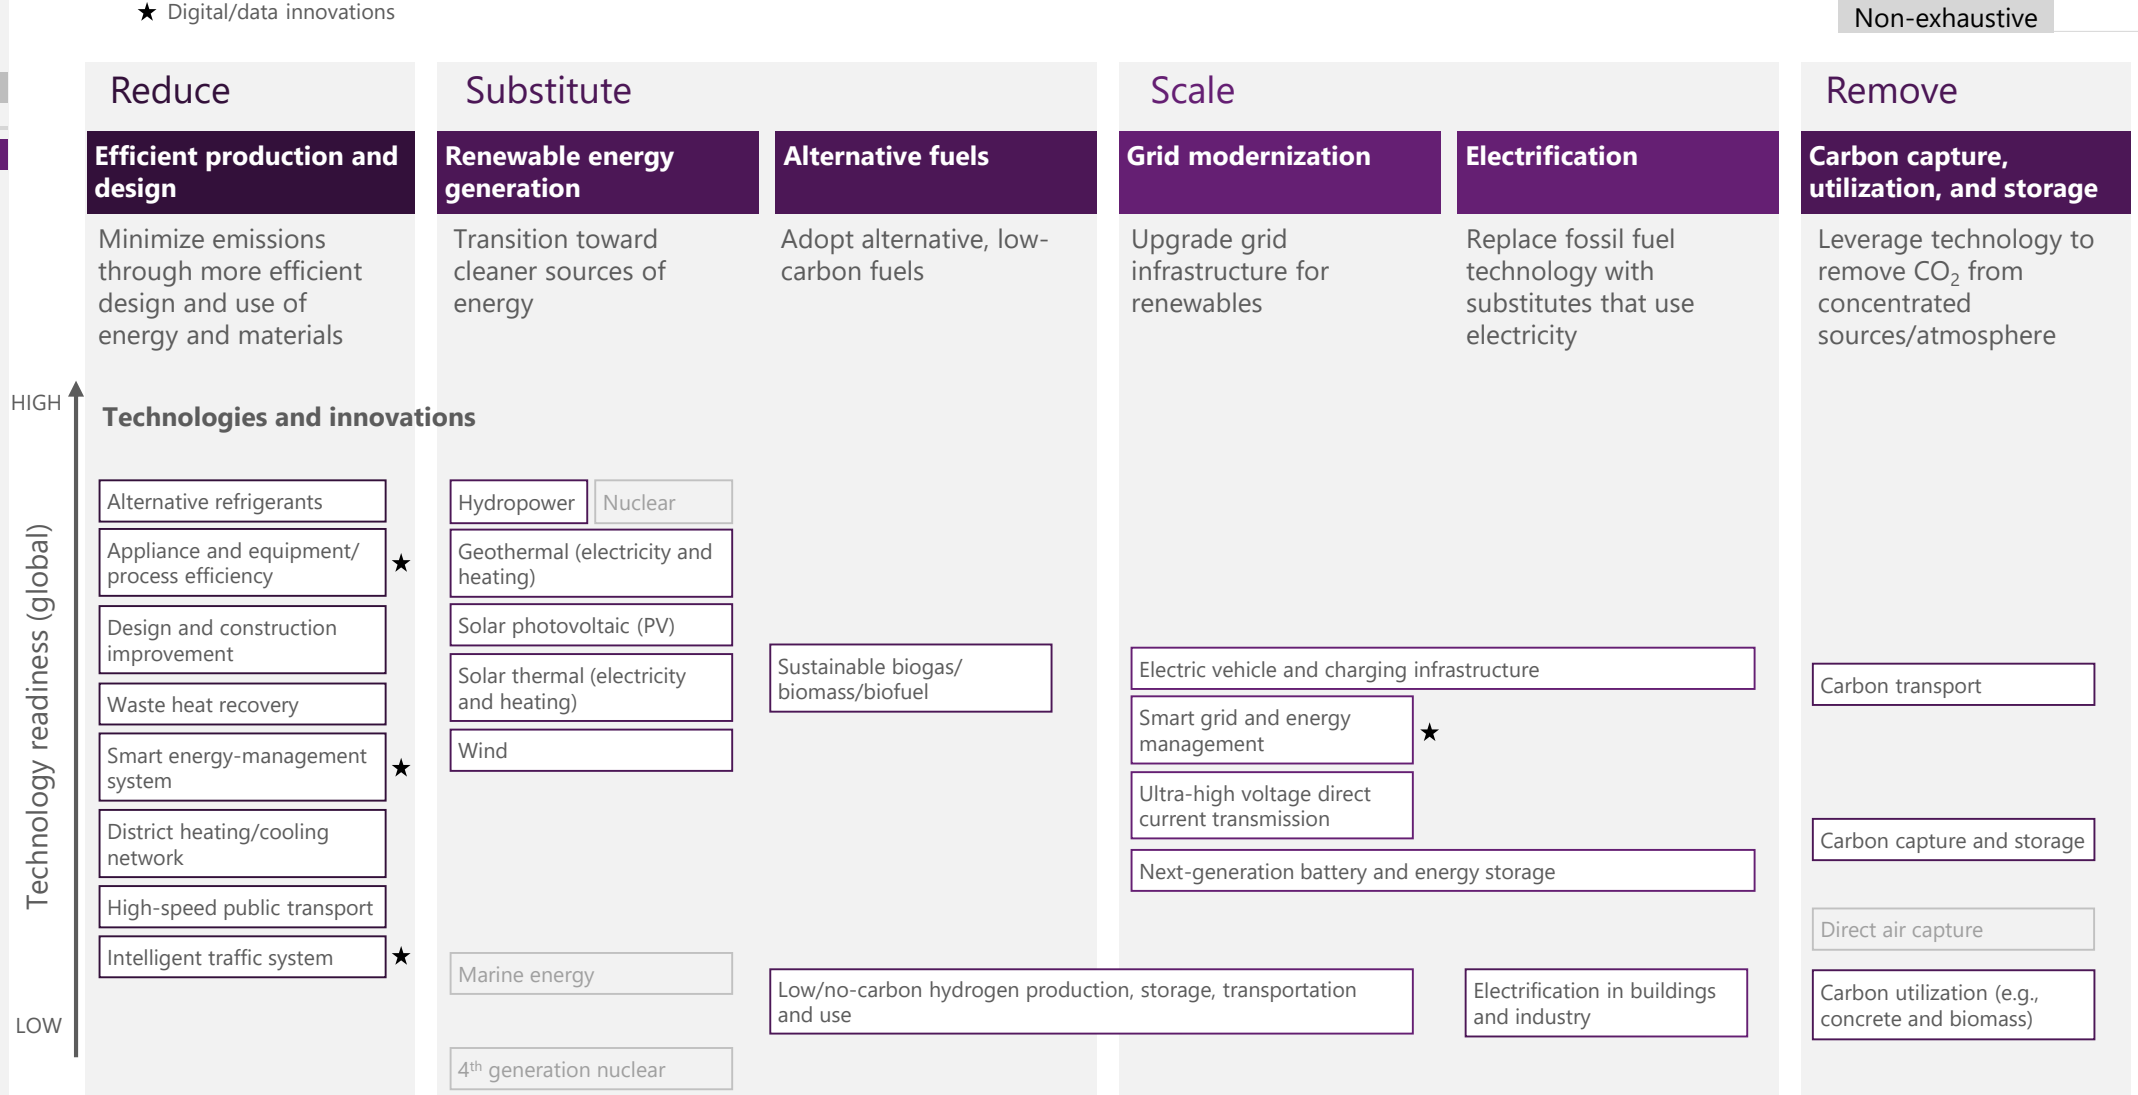 ★ Digital/data innovations
Non-exhaustive
Reduce
Substitute
Scale
Remove
Efficient production and
design
Renewable energy
generation
Alternative fuels
Grid modernization
Electrification
Carbon capture,
utilization, and storage
Minimize emissions
through more efficient
design and use of
energy and materials
Transition toward
cleaner sources of
energy
Adopt alternative, low-
carbon fuels
Upgrade grid
infrastructure for
renewables
Replace fossil fuel
technology with
substitutes that use
electricity
Leverage technology to
remove CO₂ from
concentrated
sources/atmosphere
HIGH
Technology readiness (global)
LOW
Technologies and innovations
Alternative refrigerants
Appliance and equipment/
process efficiency
★
Design and construction
improvement
Waste heat recovery
Smart energy-management
system
★
District heating/cooling
network
High-speed public transport
Intelligent traffic system
★
Hydropower
Nuclear
Geothermal (electricity and
heating)
Solar photovoltaic (PV)
Solar thermal (electricity
and heating)
Wind
Marine energy
4th generation nuclear
Sustainable biogas/
biomass/biofuel
Low/no-carbon hydrogen production, storage, transportation
and use
Electric vehicle and charging infrastructure
Smart grid and energy
management
★
Ultra-high voltage direct
current transmission
Next-generation battery and energy storage
Electrification in buildings
and industry
Carbon transport
Carbon capture and storage
Direct air capture
Carbon utilization (e.g.,
concrete and biomass)